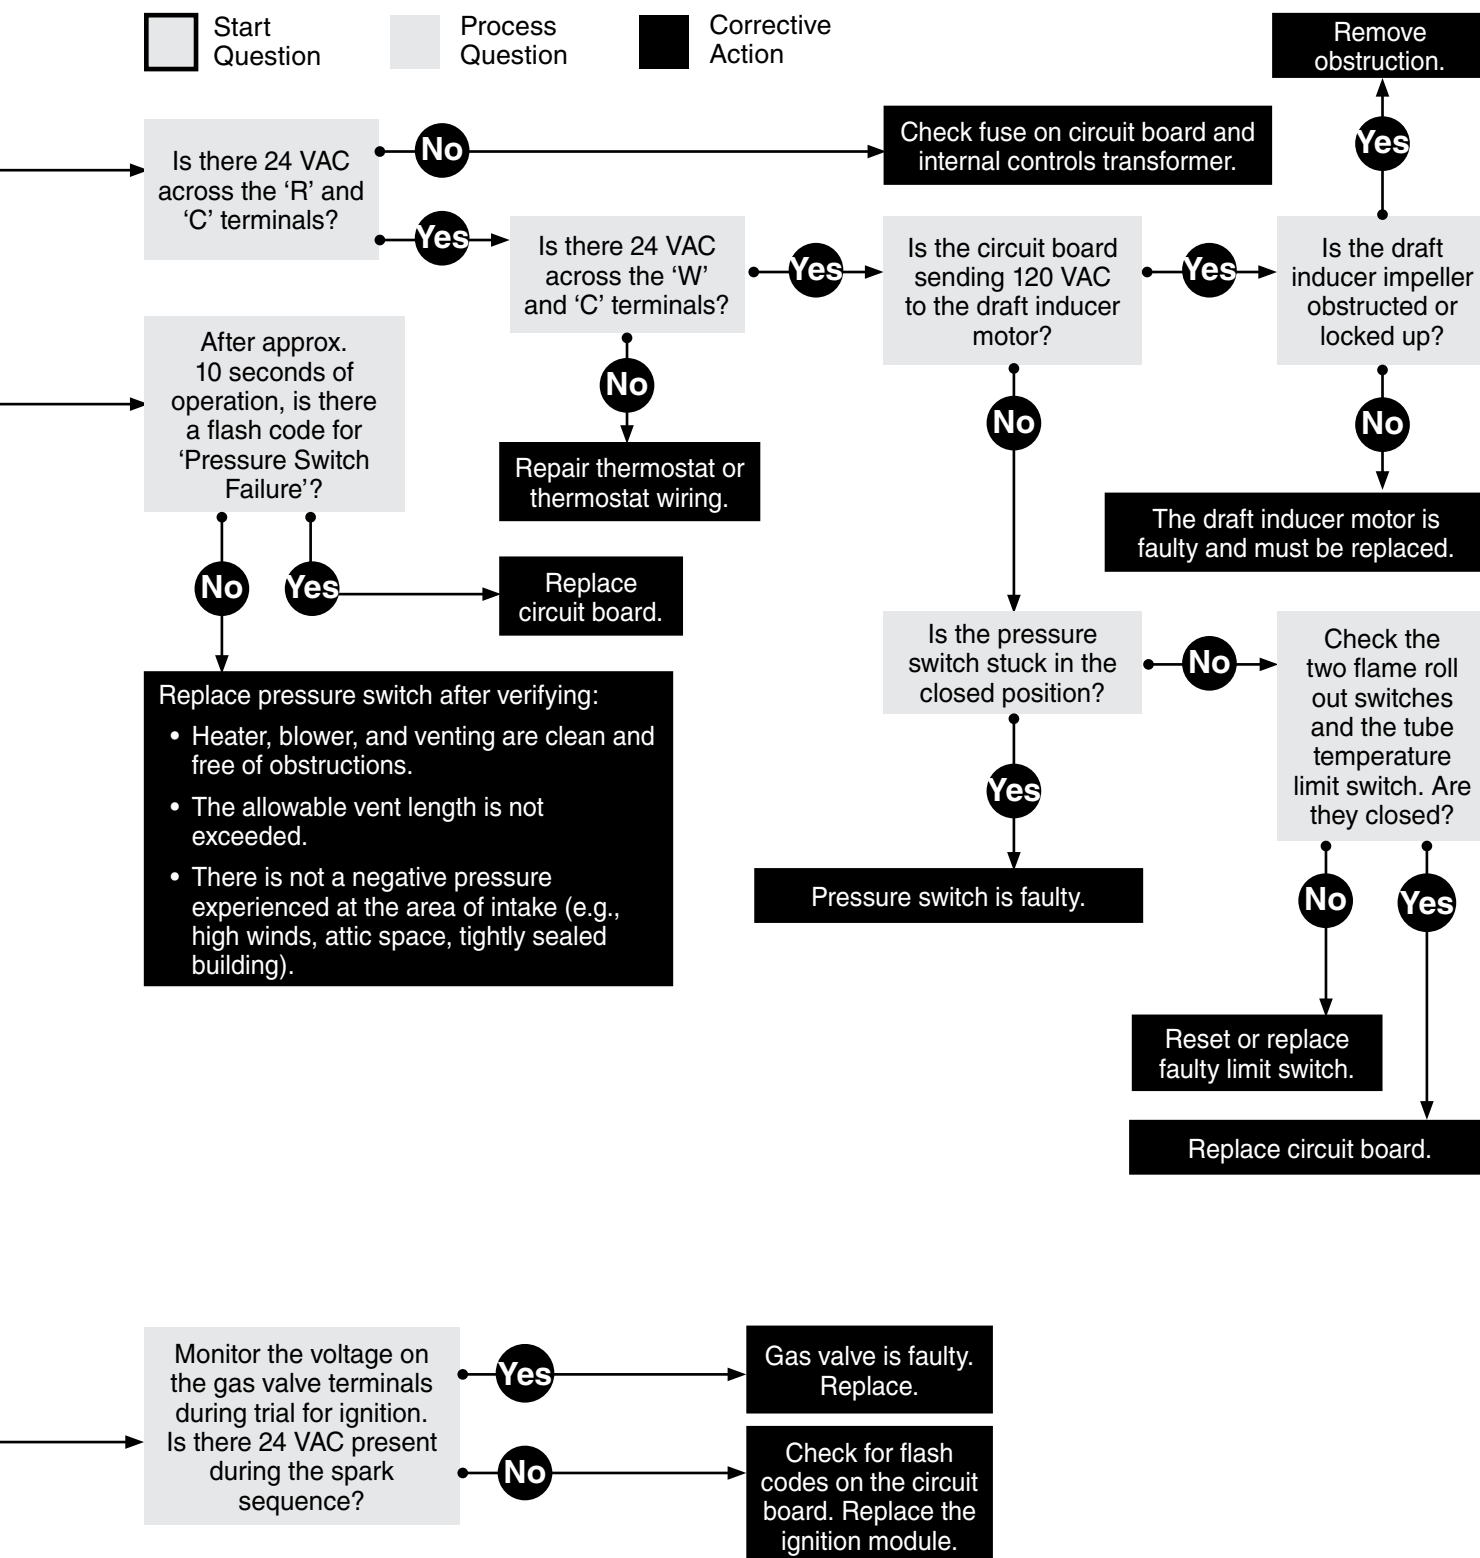 Start
Question
Process
Question
Corrective
Action
Remove
obstruction.
Yes
Is there 24 VAC
across the ‘R’ and
‘C’ terminals?
No
Check fuse on circuit board and
internal controls transformer.
Yes
Is there 24 VAC
across the ‘W’
and ‘C’ terminals?
Yes
Is the circuit board
sending 120 VAC
to the draft inducer
motor?
Yes
Is the draft
inducer impeller
obstructed or
locked up?
No
Repair thermostat or
thermostat wiring.
No
No
The draft inducer motor is
faulty and must be replaced.
After approx.
10 seconds of
operation, is there
a flash code for
‘Pressure Switch
Failure’?
No
Yes
Replace
circuit board.
Replace pressure switch after verifying:
• Heater, blower, and venting are clean and
free of obstructions.
• The allowable vent length is not
exceeded.
• There is not a negative pressure
experienced at the area of intake (e.g.,
high winds, attic space, tightly sealed
building).
Is the pressure
switch stuck in the
closed position?
No
Check the
two flame roll
out switches
and the tube
temperature
limit switch. Are
they closed?
Yes
Pressure switch is faulty.
No
Yes
Reset or replace
faulty limit switch.
Replace circuit board.
Monitor the voltage on
the gas valve terminals
during trial for ignition.
Is there 24 VAC present
during the spark
sequence?
Yes
Gas valve is faulty.
Replace.
No
Check for flash
codes on the circuit
board. Replace the
ignition module.